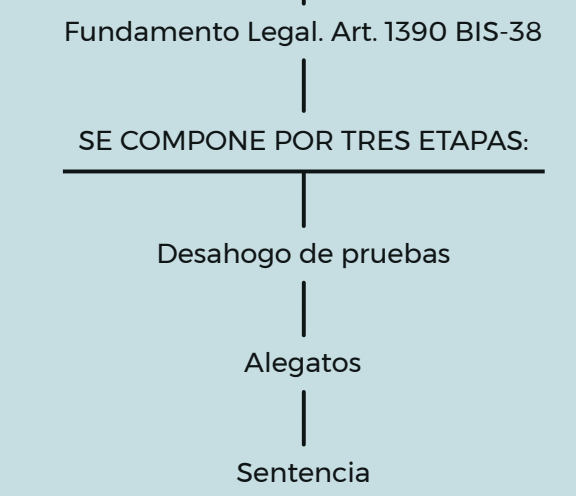 Fundamento Legal. Art. 1390 BIS-38
SE COMPONE POR TRES ETAPAS:
Desahogo de pruebas
Alegatos
Sentencia